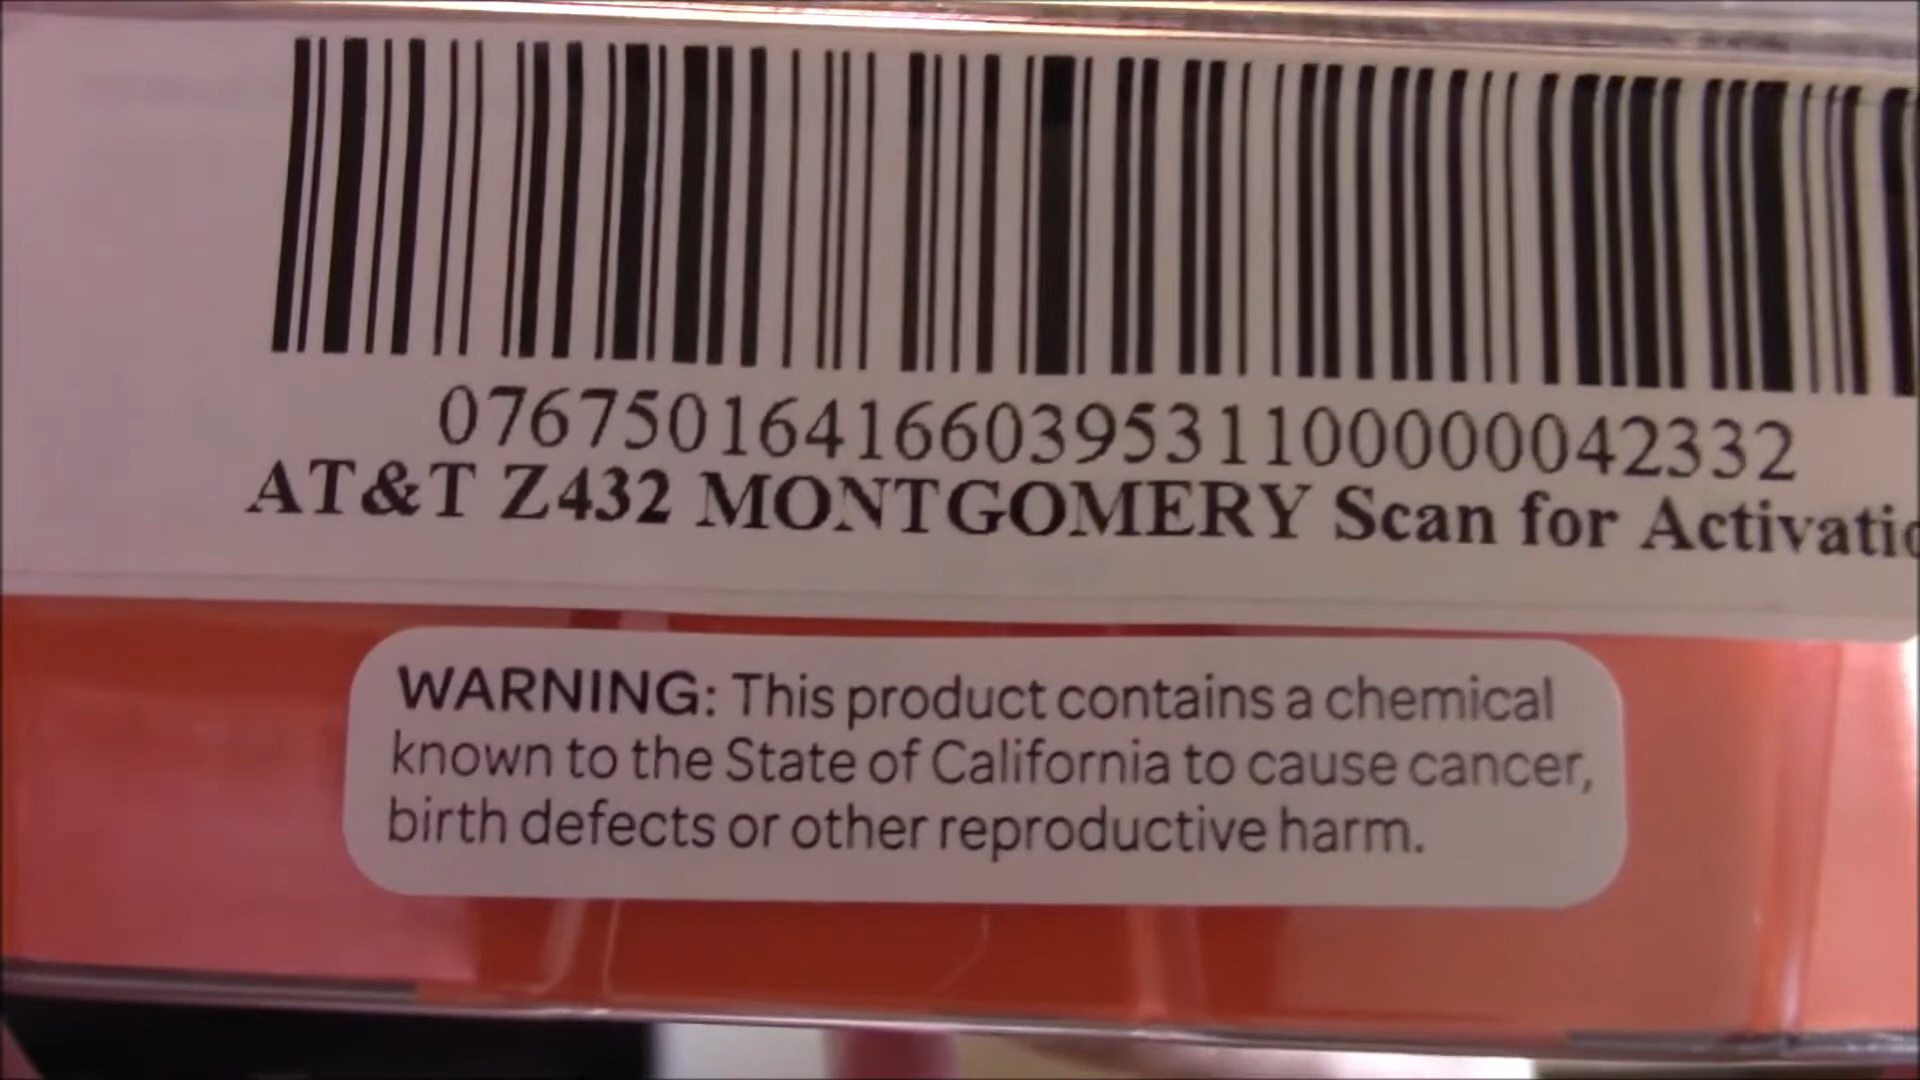 076750164166039531100000042332
AT&T Z432 MONTGOMERY Scan for
WARNING: This product contains a chemical
known to the State of California to cause cancer,
birth defects or other reproductive harm.